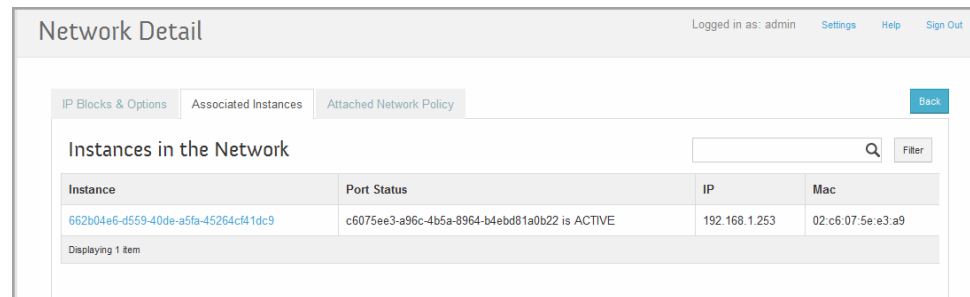 Network Detail
Logged in as: admin Settings Help Sign Out
IP Blocks & Options Associated Instances Attached Network Policy Back
Instances in the Network Filter
Instance Port Status IP Mac
662b04e6-d559-40de-a5fa-45264cf41dc9 c6075ee3-a96c-4b5a-8964-b4ebd81a0b22 is ACTIVE 192.168.1.253 02:c6:07:5e:e3:a9
Displaying 1 item